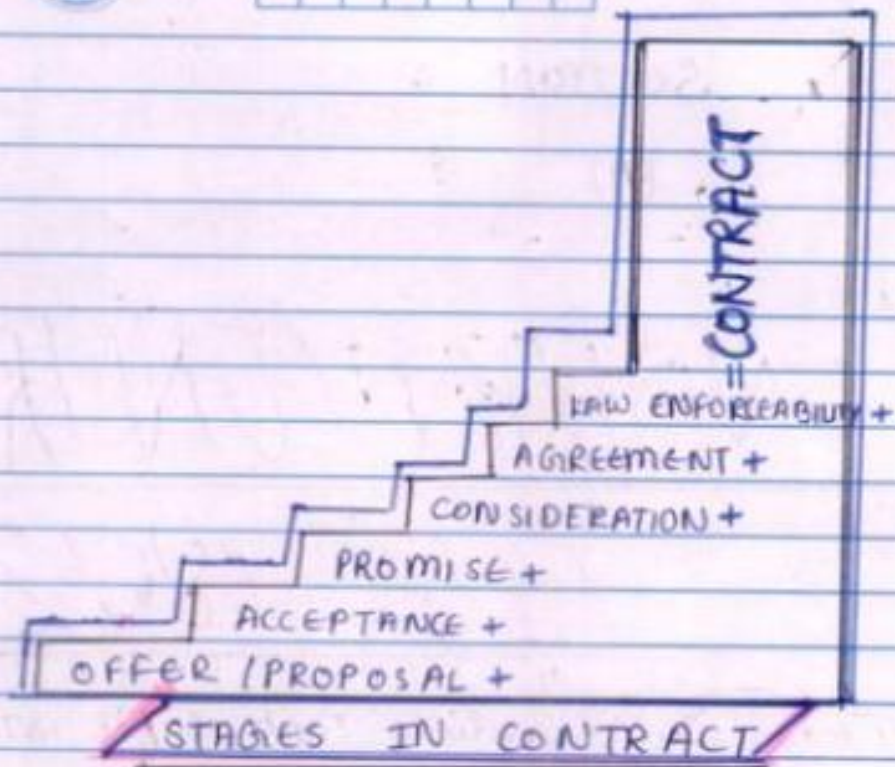 =CONTRACT
LAW ENFORCEABILITY +
AGREEMENT +
CONSIDERATION +
PROMISE +
ACCEPTANCE +
OFFER / PROPOSAL +
STAGES IN CONTRACT